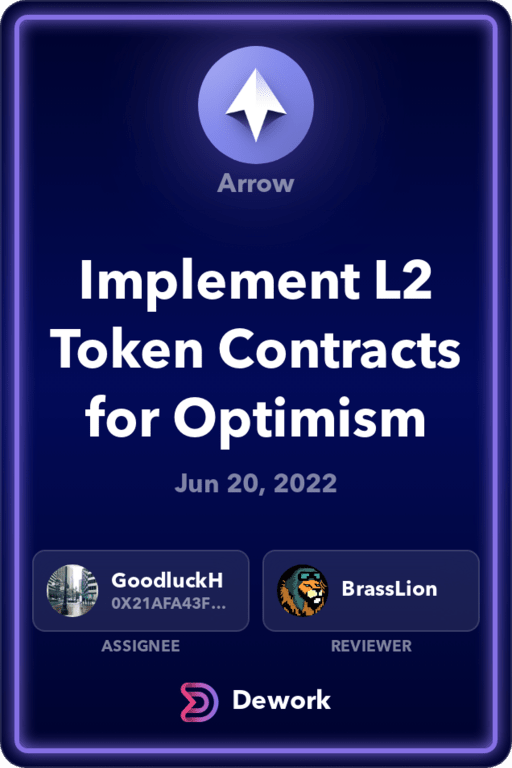 Arrow
Implement L2
Token Contracts
for Optimism
Jun 20, 2022
GoodluckH
0X21AFA43F...
BrassLion
ASSIGNEE
REVIEWER
Dework